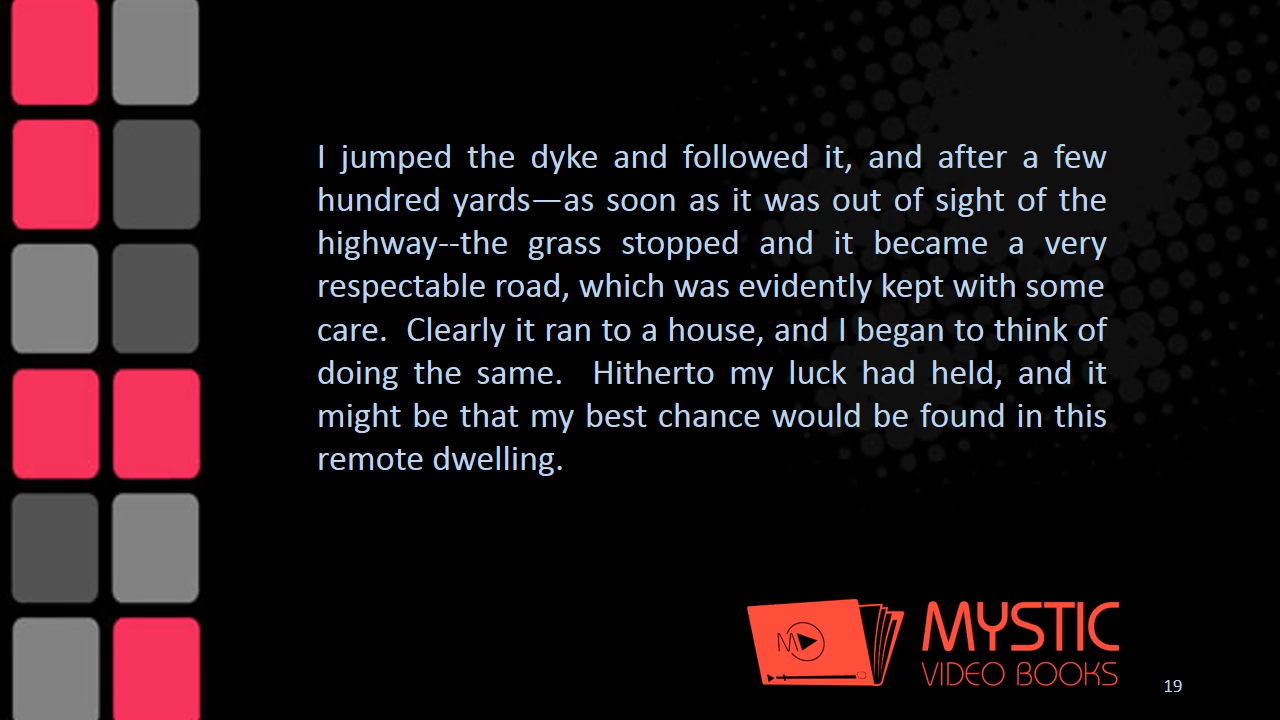 I jumped the dyke and followed it, and after a few
hundred yards—as soon as it was out of sight of the
highway--the grass stopped and it became a very
respectable road, which was evidently kept with some
care.  Clearly it ran to a house, and I began to think of
doing the same.  Hitherto my luck had held, and it
might be that my best chance would be found in this
remote dwelling.
M
MYSTIC
VIDEO BOOKS
19